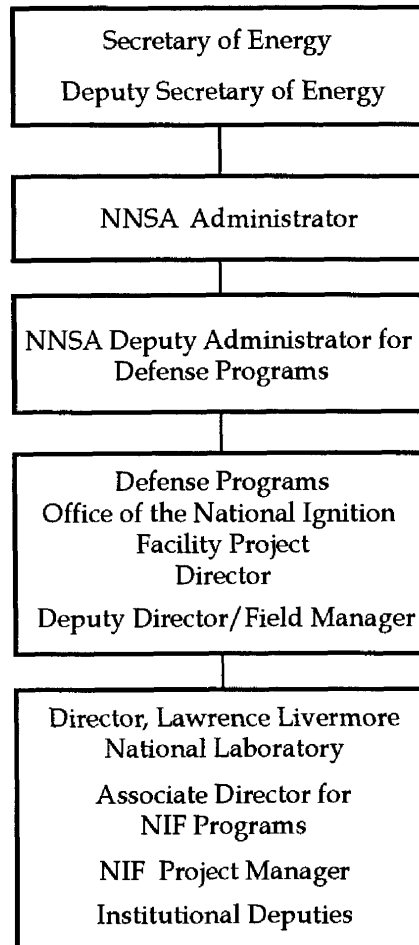 Secretary of Energy
Deputy Secretary of Energy
NNSA Administrator
NNSA Deputy Administrator for
Defense Programs
Defense Programs
Office of the National Ignition
Facility Project
Director
Deputy Director/Field Manager
Director, Lawrence Livermore
National Laboratory
Associate Director for
NIF Programs
NIF Project Manager
Institutional Deputies